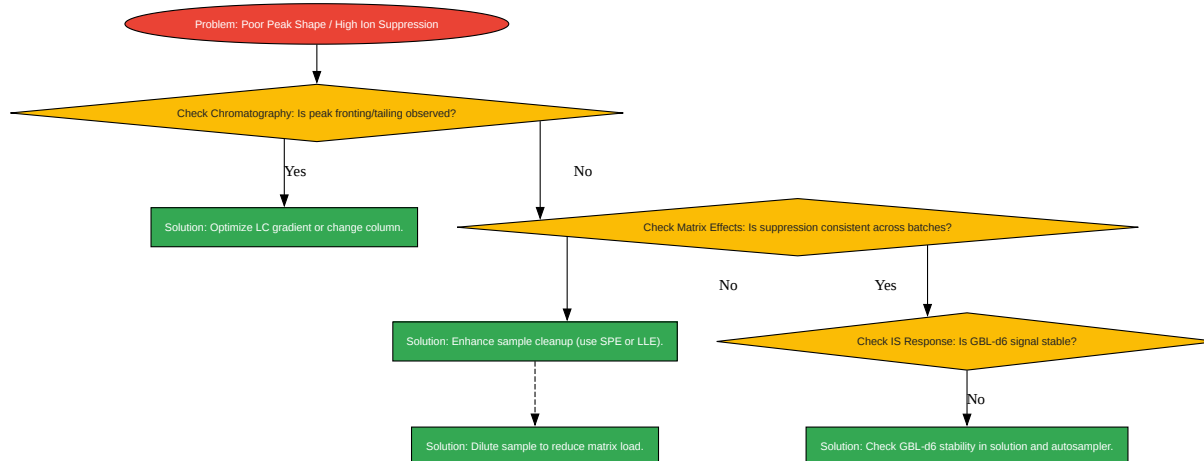 Problem: Poor Peak Shape / High Ion Suppression
Check Chromatography: Is peak fronting/tailing observed?
Yes
No
Solution: Optimize LC gradient or change column.
Check Matrix Effects: Is suppression consistent across batches?
No
Yes
Solution: Enhance sample cleanup (use SPE or LLE).
Check IS Response: Is GBL-d6 signal stable?
No
Solution: Dilute sample to reduce matrix load.
Solution: Check GBL-d6 stability in solution and autosampler.